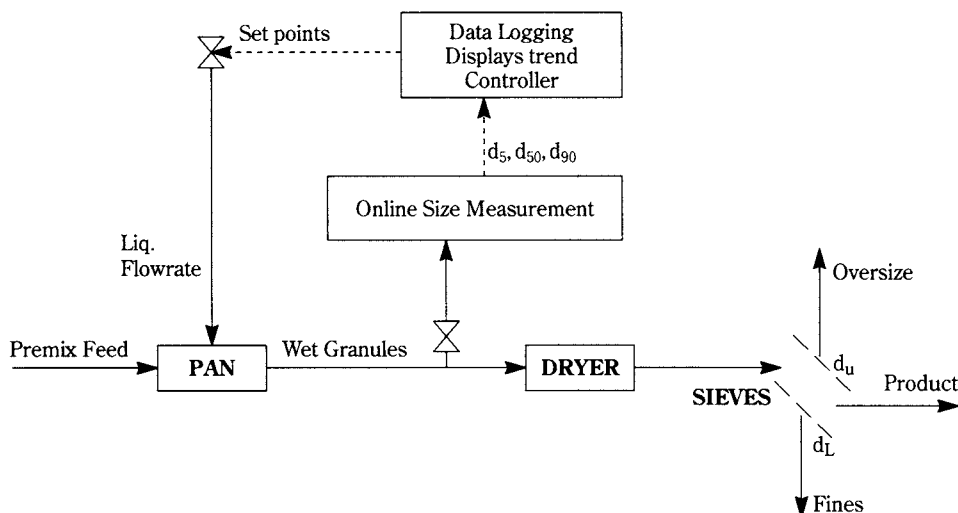 Set points
Data Logging
Displays trend
Controller
d5, d50, d90
Online Size Measurement
Liq.
Flowrate
Oversize
Premix Feed
PAN
Wet Granules
DRYER
SIEVES
du
Product
dL
Fines